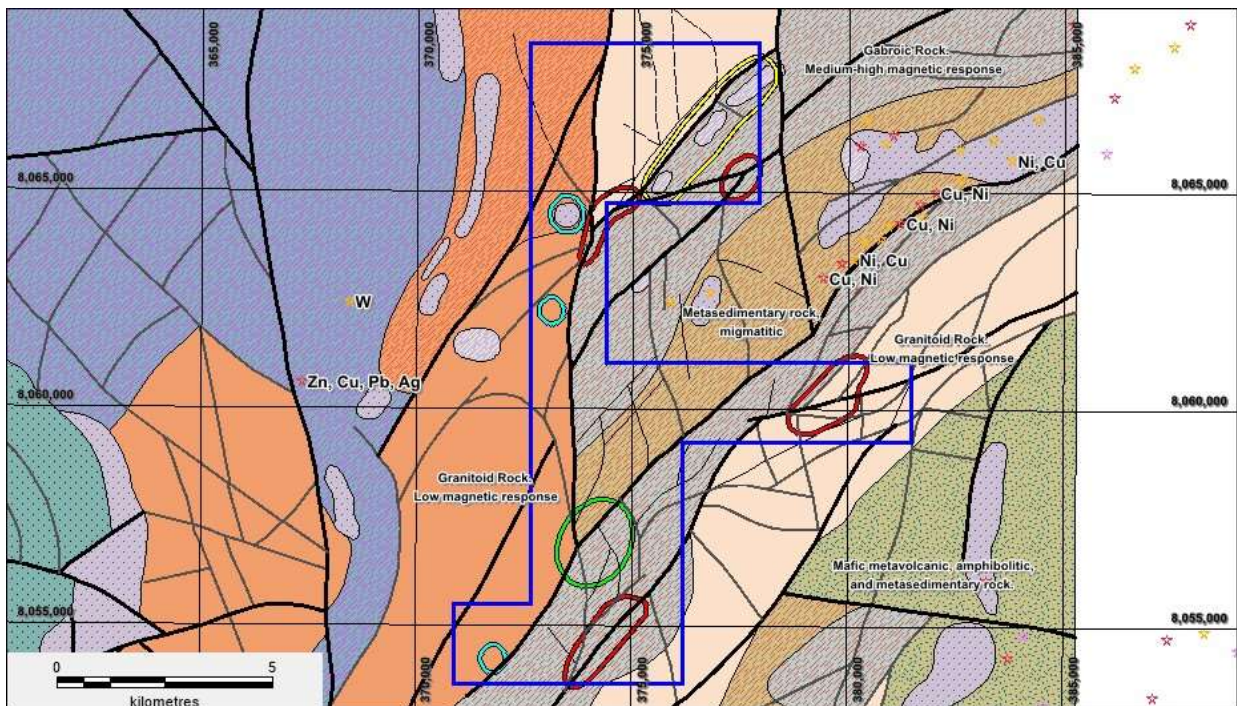 365,000
370,000
375,000
385,000
Gabroic Rock.
Medium-high magnetic response
8,065,000
8,065,000
Ni, Cu
Cu, Ni
Cu, Ni
Ni, Cu
Cu, Ni
W
Metasedimentary rock,
migmatitic
Granitoid Rock.
Low magnetic response
Zn, Cu, Pb, Ag
8,060,000
8,060,000
Granitoid Rock.
Low magnetic response
Mafic metavolcanic, amphibolitic,
and metasedimentary rock.
8,055,000
8,055,000
0 5
kilometres
370,000
375,000
380,000
385,000